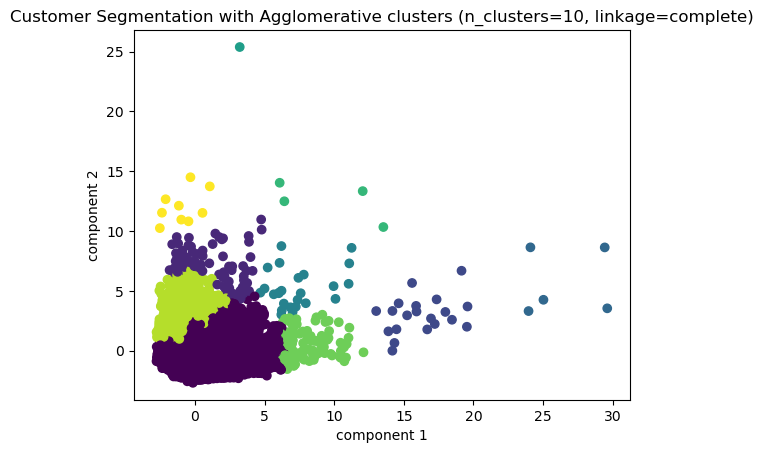 Customer Segmentation with Agglomerative clusters (n_clusters=10, linkage=complete)
25
20
15
10
5
0
component 2
0 5 10 15 20 25 30
component 1